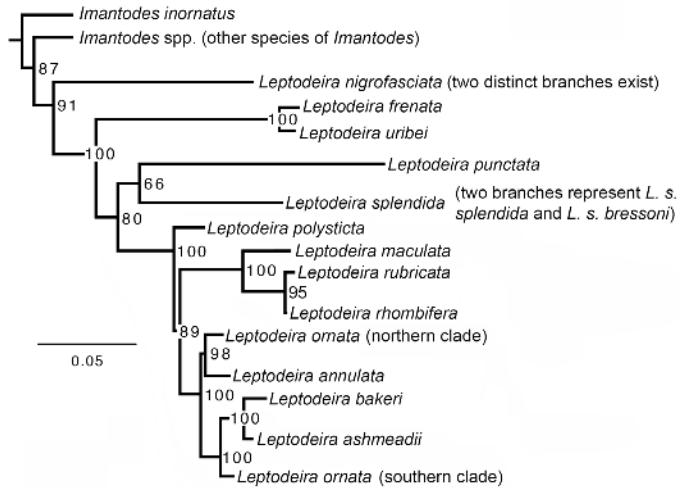 Imantodes inornatus
Imantodes spp. (other species of Imantodes)
87
Leptodeira nigrofasciata (two distinct branches exist)
91
Leptodeira frenata
100
Leptodeira uribei
100
Leptodeira punctata
66
Leptodeira splendida
(two branches represent L. s.
splendida and L. s. bressoni)
80
Leptodeira polysticta
100
Leptodeira maculata
100
Leptodeira rubricata
95
Leptodeira rhombifera
89
Leptodeira ornata (northern clade)
98
0.05
Leptodeira annulata
100
Leptodeira bakeri
100
Leptodeira ashmeadii
100
Leptodeira ornata (southern clade)